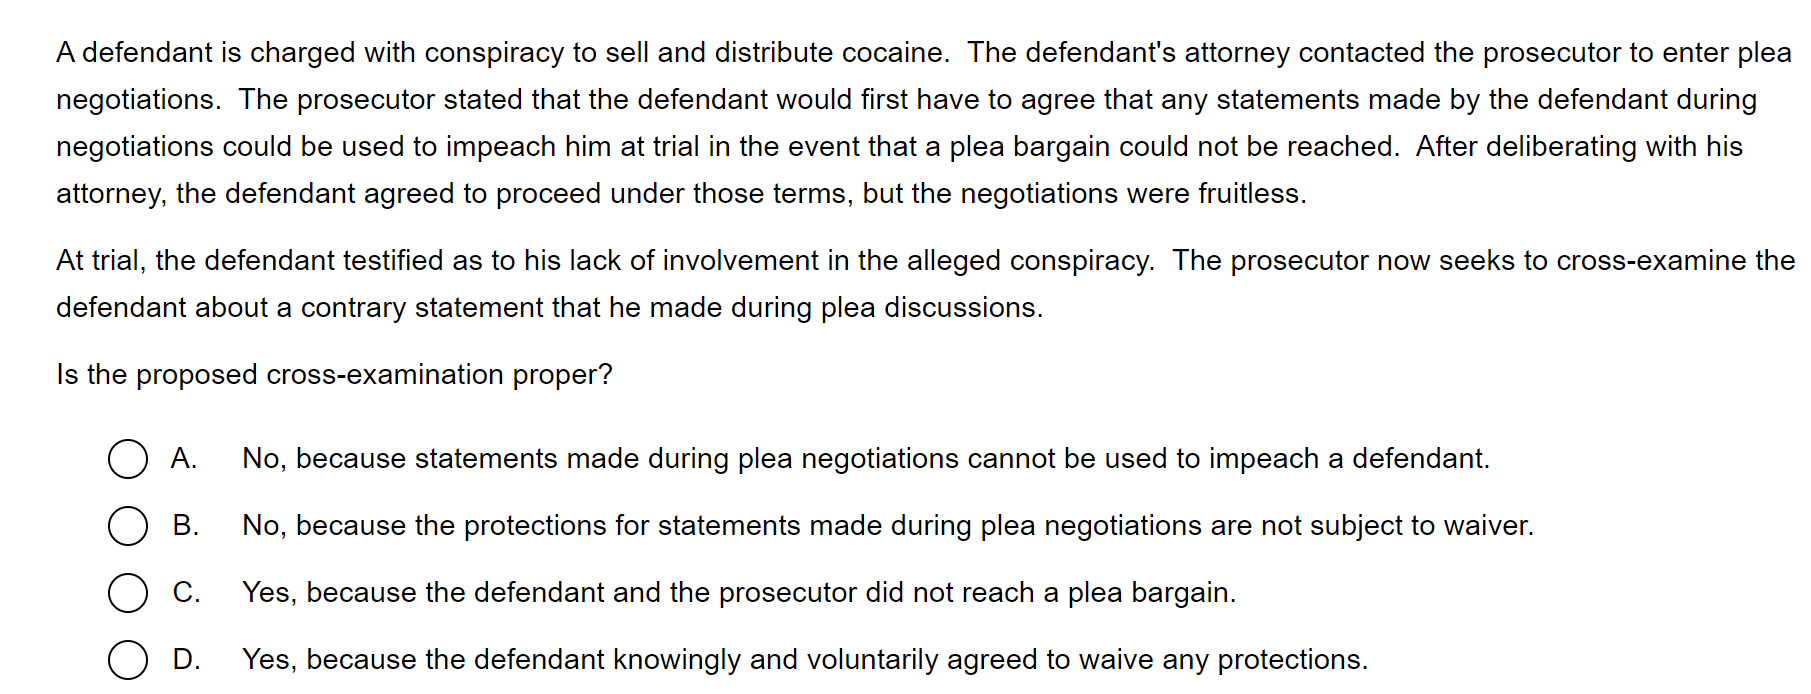 A defendant is charged with conspiracy to sell and distribute cocaine.  The defendant's attorney contacted the prosecutor to enter plea
negotiations.  The prosecutor stated that the defendant would first have to agree that any statements made by the defendant during
negotiations could be used to impeach him at trial in the event that a plea bargain could not be reached.  After deliberating with his
attorney, the defendant agreed to proceed under those terms, but the negotiations were fruitless.
At trial, the defendant testified as to his lack of involvement in the alleged conspiracy.  The prosecutor now seeks to cross-examine the
defendant about a contrary statement that he made during plea discussions.
Is the proposed cross-examination proper?
A. No, because statements made during plea negotiations cannot be used to impeach a defendant.
B. No, because the protections for statements made during plea negotiations are not subject to waiver.
C. Yes, because the defendant and the prosecutor did not reach a plea bargain.
D. Yes, because the defendant knowingly and voluntarily agreed to waive any protections.